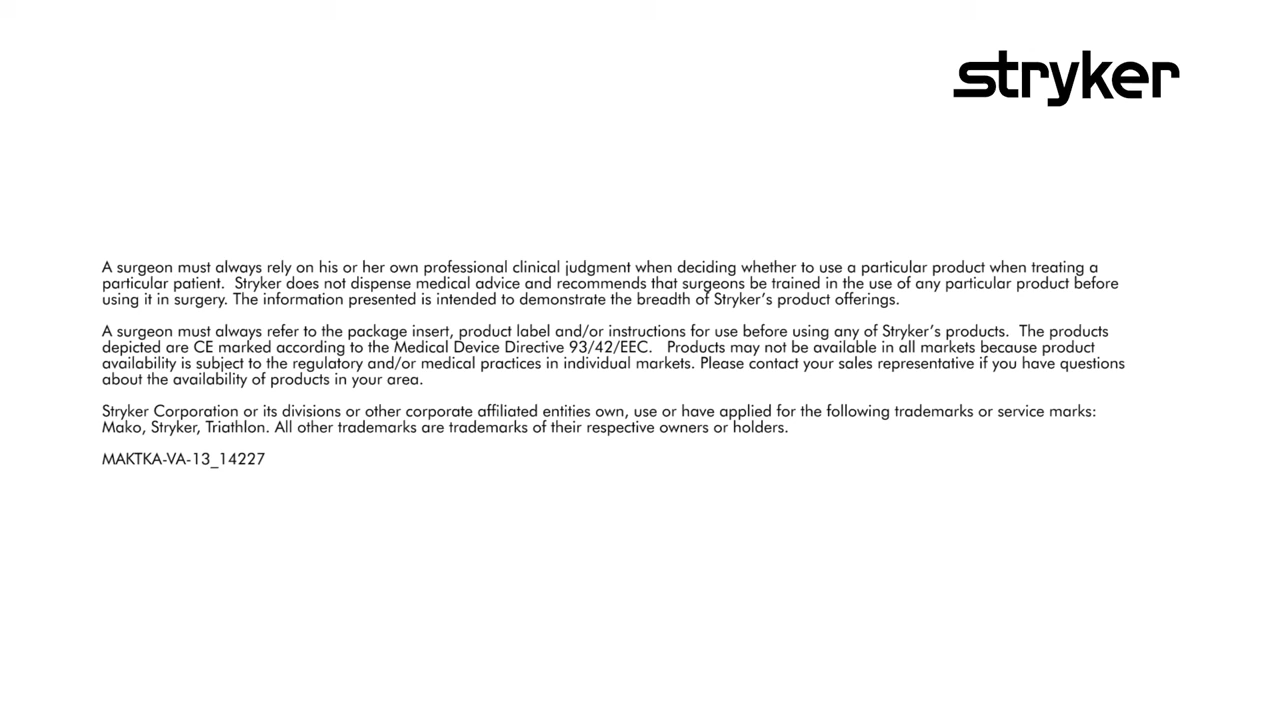 stryker
A surgeon must always rely on his or her own professional clinical judgment when deciding whether to use a particular product when treating a
particular patient.  Stryker does not dispense medical advice and recommends that surgeons be trained in the use of any particular product before
using it in surgery. The information presented is intended to demonstrate the breadth of Stryker's product offerings.
A surgeon must always refer to the package insert, product label and/or instructions for use before using any of Stryker's products.  The products
depicted are CE marked according to the Medical Device Directive 93/42/EEC.   Products may not be available in all markets because product
availability is subject to the regulatory and/or medical practices in individual markets. Please contact your sales representative if you have questions
about the availability of products in your area.
Stryker Corporation or its divisions or other corporate affiliated entities own, use or have applied for the following trademarks or service marks:
Mako, Stryker, Triathlon. All other trademarks are trademarks of their respective owners or holders.
MAKTKA-VA-13_14227